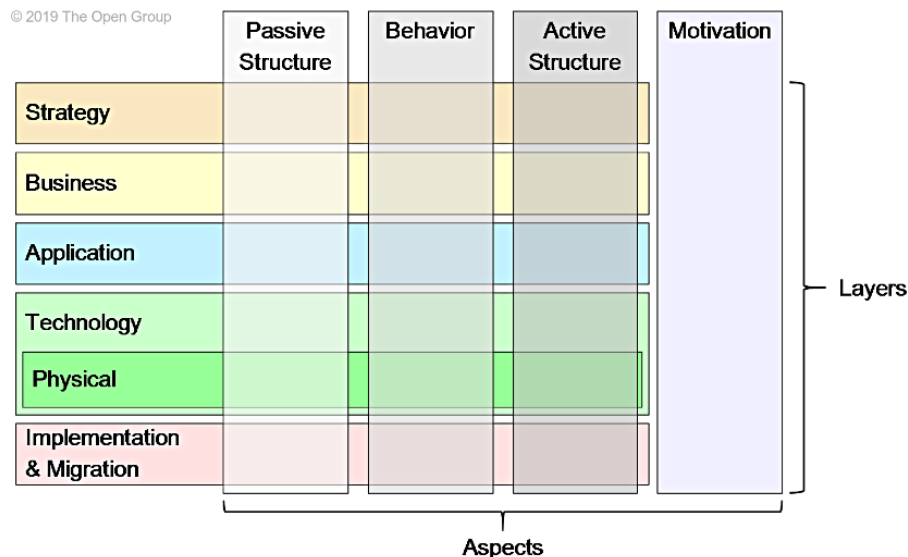 © 2019 The Open Group
Passive
Structure
Behavior
Active
Structure
Motivation
Strategy
Business
Application
Technology
Physical
Implementation
& Migration
Layers
Aspects